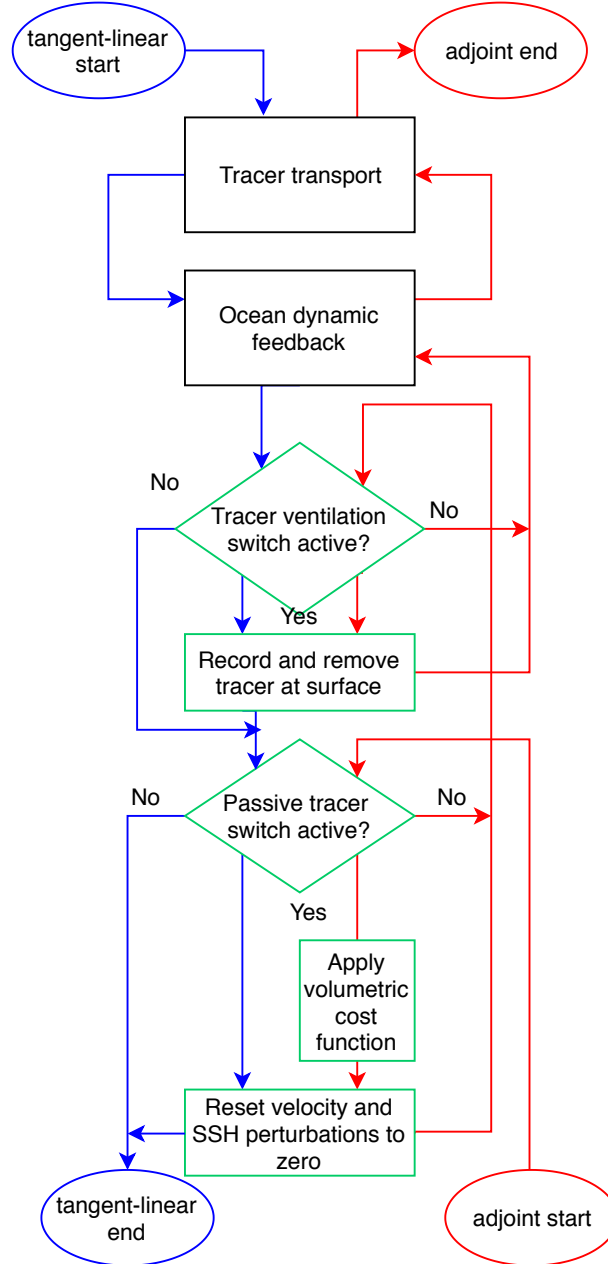 tangent-linear
start
adjoint end
Tracer transport
Ocean dynamic
feedback
No
Tracer ventilation
switch active?
No
Yes
Record and remove
tracer at surface
No
Passive tracer
switch active?
No
Yes
Apply
volumetric
cost
function
Reset velocity and
SSH perturbations to
zero
tangent-linear
end
adjoint start